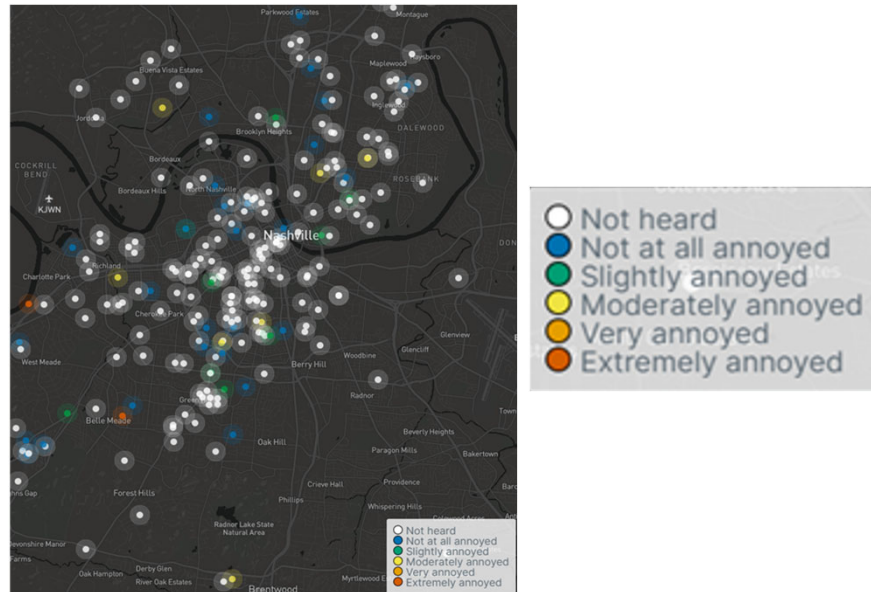 Parkwood Estates
Montague
Maplewood
Buena Vista Estates
Inglewood
Brooklyn Heights
DALEWOOD
Bordeaux
COCKRILL
BEND
ROSEBANK
Bordeaux Hills
North Nashville
KJWN
Nashville
Richland
Charlotte Park
Cherokee Park
Glenview
Glencliff
Woodbine
West Meade
Berry Hill
Radnor
Belle Meade
Beverly Heights
Oak Hill
Paragon Mills
Bakertown
Crieve Hall
Providence
Forest Hills
Phillips
Whispering Hills
Radnor Lake State
Natural Area
Devonshire Manor
Farms
Derby Glen
Oak Hampton
River Oak Estates
Brentwood
Not heard
Not at all annoyed
Slightly annoyed
Moderately annoyed
Very annoyed
Extremely annoyed
Not heard
Not at all annoyed
Slightly annoyed
Moderately annoyed
Very annoyed
Extremely annoyed